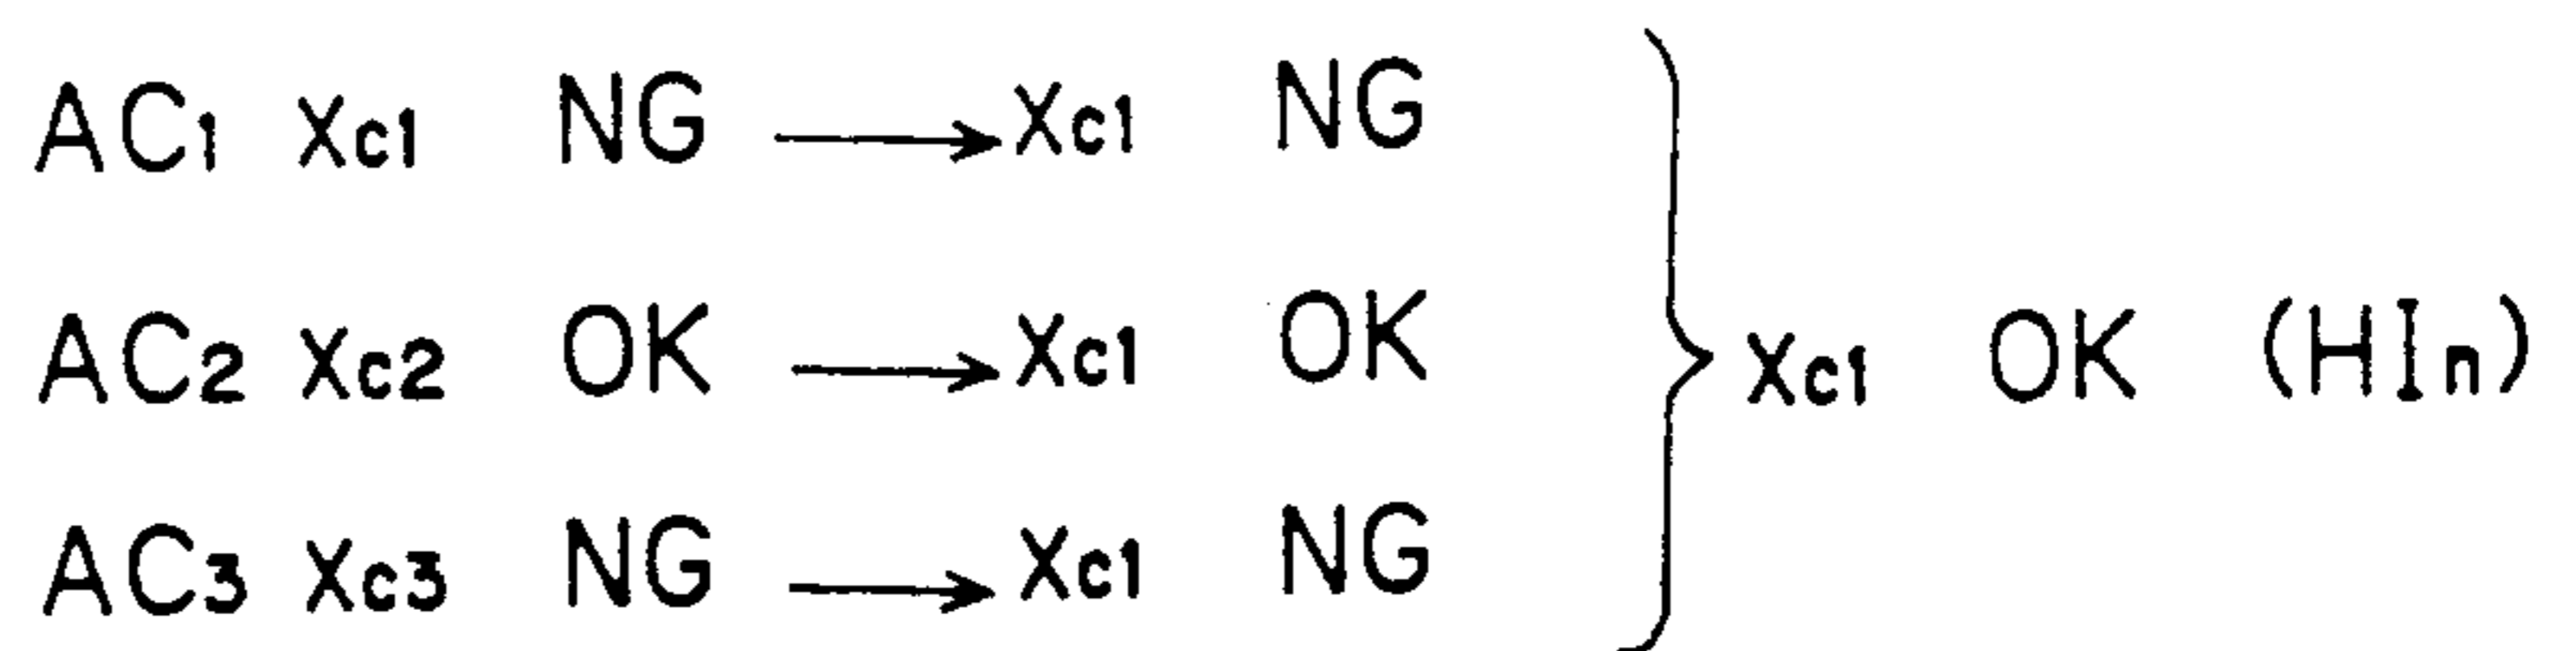 AC1 Xc1 NG → Xc1 NG
AC2 Xc2 OK → Xc1 OK } Xc1 OK (HIn)
AC3 Xc3 NG → Xc1 NG